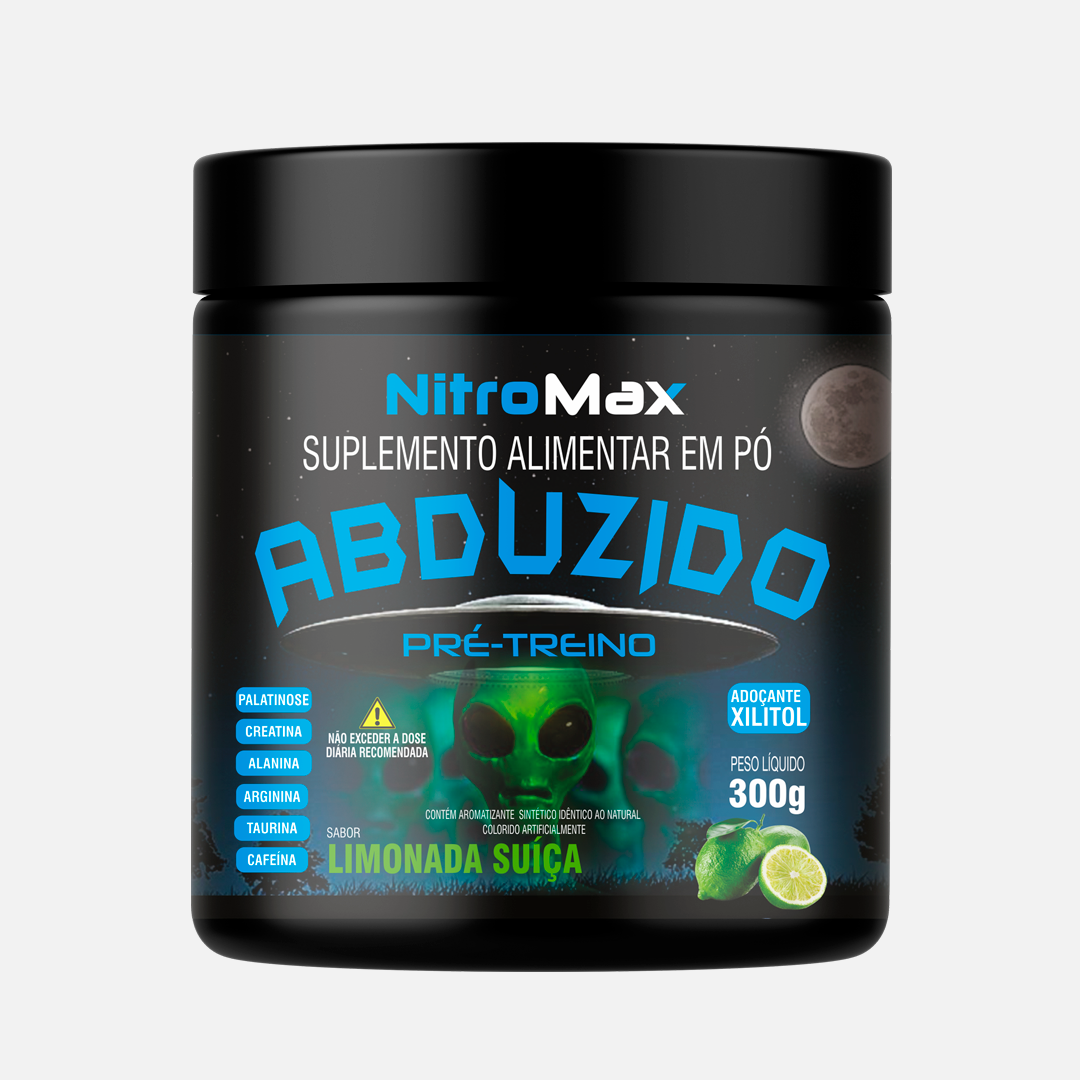 NitroMax
SUPLEMENTO ALIMENTAR EM PÓ
ABDUZIDO
PRÉ-TREINO
PALATINOSE
CREATINA
ALANINA
ARGININA
TAURINA
CAFEÍNA
NÃO EXCEDER A DOSE
DIÁRIA RECOMENDADA
ADOÇANTE
XILITOL
PESO LÍQUIDO
300g
CONTÉM AROMATIZANTE SINTÉTICO IDÊNTICO AO NATURAL
COLORIDO ARTIFICIALMENTE
SABOR
LIMONADA SUÍÇA